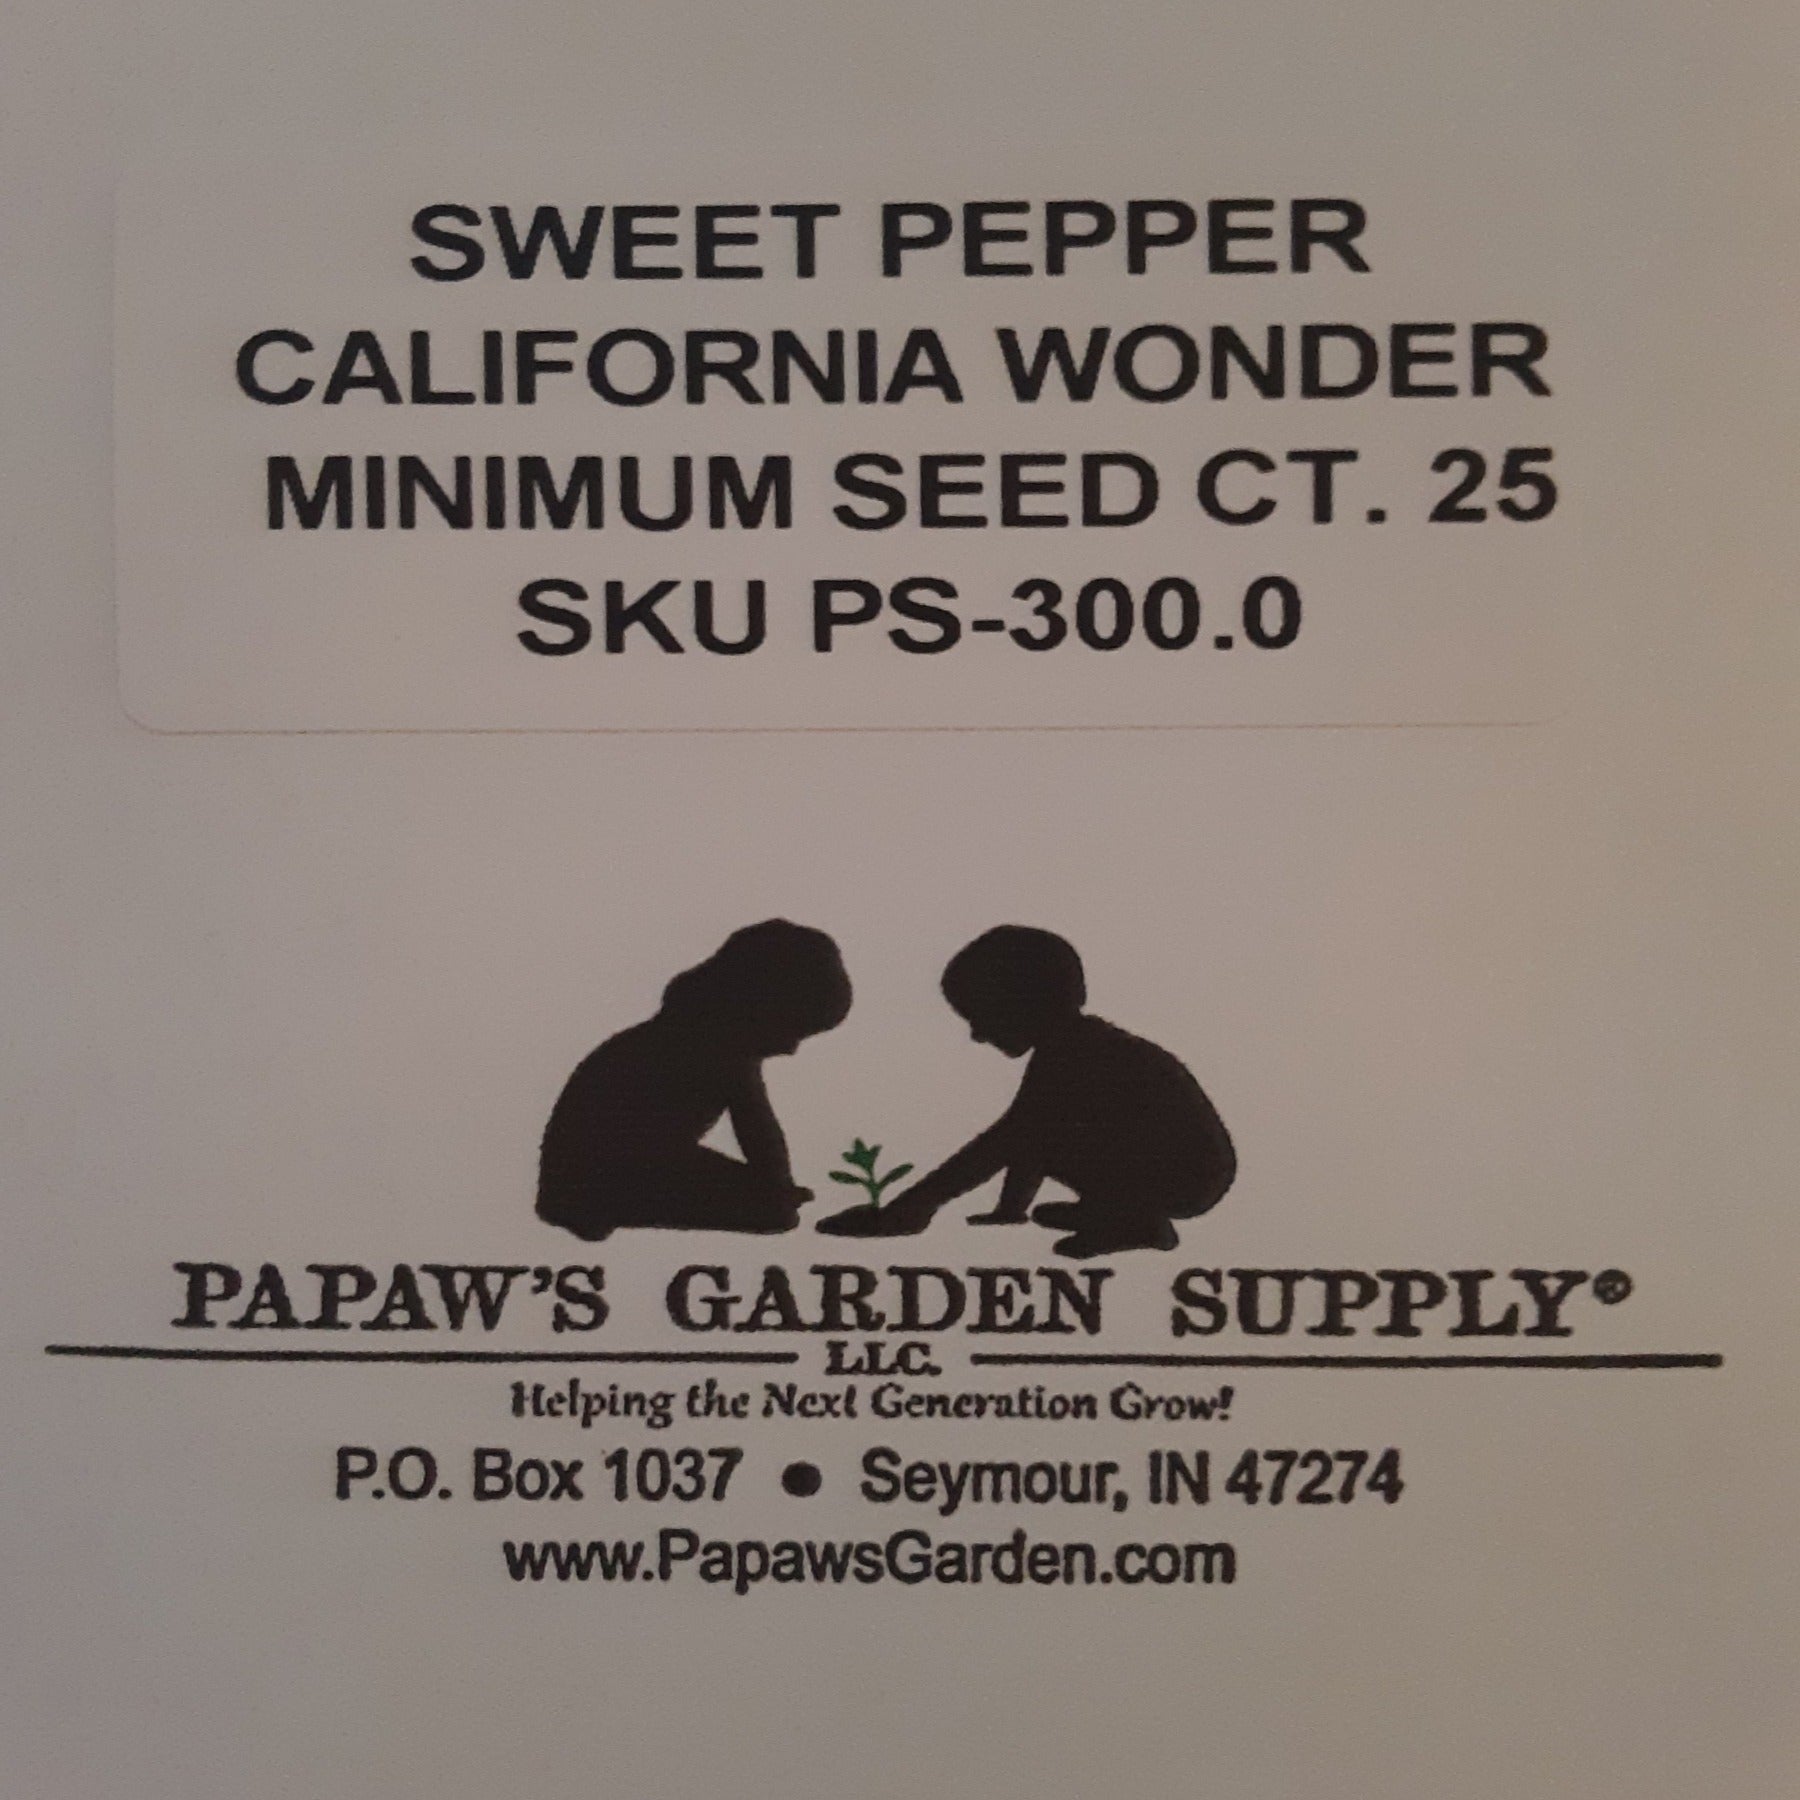 SWEET PEPPER
CALIFORNIA WONDER
MINIMUM SEED CT. 25
SKU PS-300.0
PAPAW'S GARDEN SUPPLY®
LLC.
Helping the Next Generation Grow!
P.O. Box 1037 ● Seymour, IN 47274
www.PapawsGarden.com